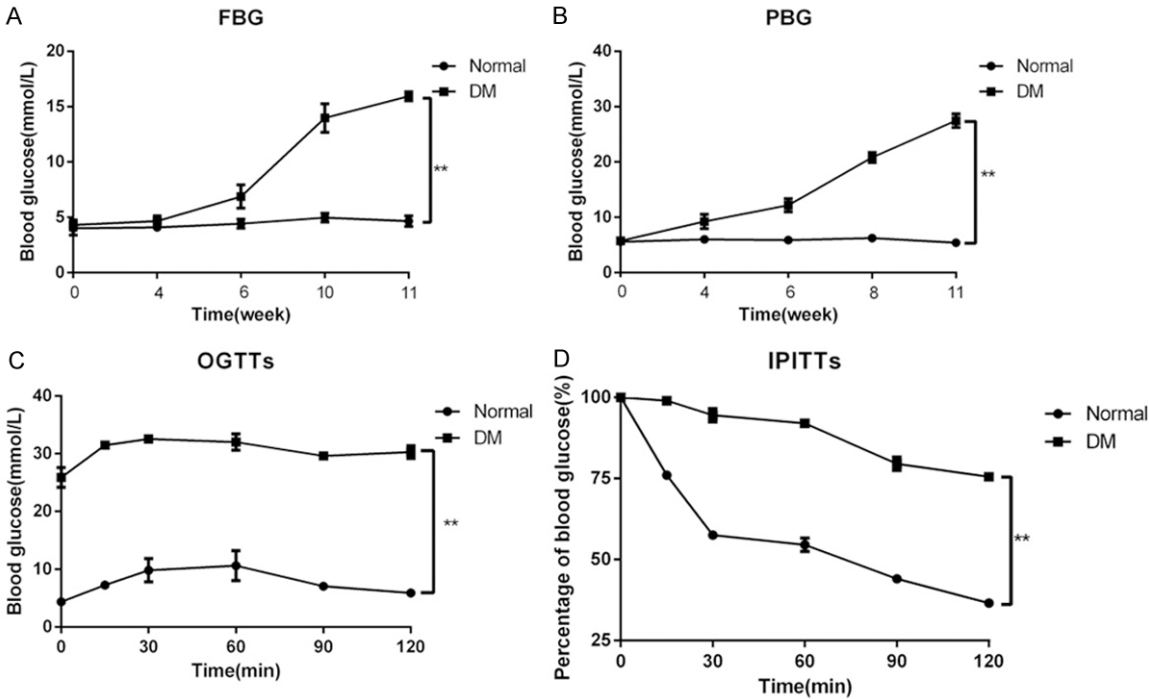 A
FBG
Blood glucose(mmol/L)
20
15
10
5
0
0 4 6 10 11
Time(week)
Normal
DM
**
B
PBG
Blood glucose(mmol/L)
40
30
20
10
0
0 4 6 8 11
Time(week)
Normal
DM
**
C
OGTTs
Blood glucose(mmol/L)
40
30
20
10
0
0 30 60 90 120
Time(min)
Normal
DM
**
D
IPITTs
Percentage of blood glucose(%)
100
75
50
25
0 30 60 90 120
Time(min)
Normal
DM
**